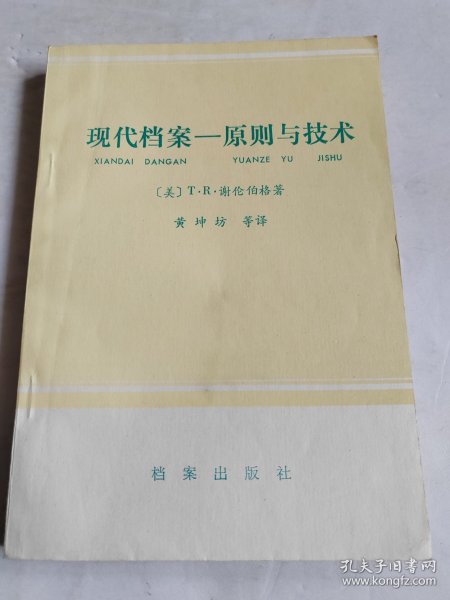 现代档案—原则与技术
XIANDAI DANGAN YUANZE YU JISHU
〔美〕T·R·谢伦伯格著
黄坤坊 等译
档案出版社
孔夫子旧书网
www.kongfz.com